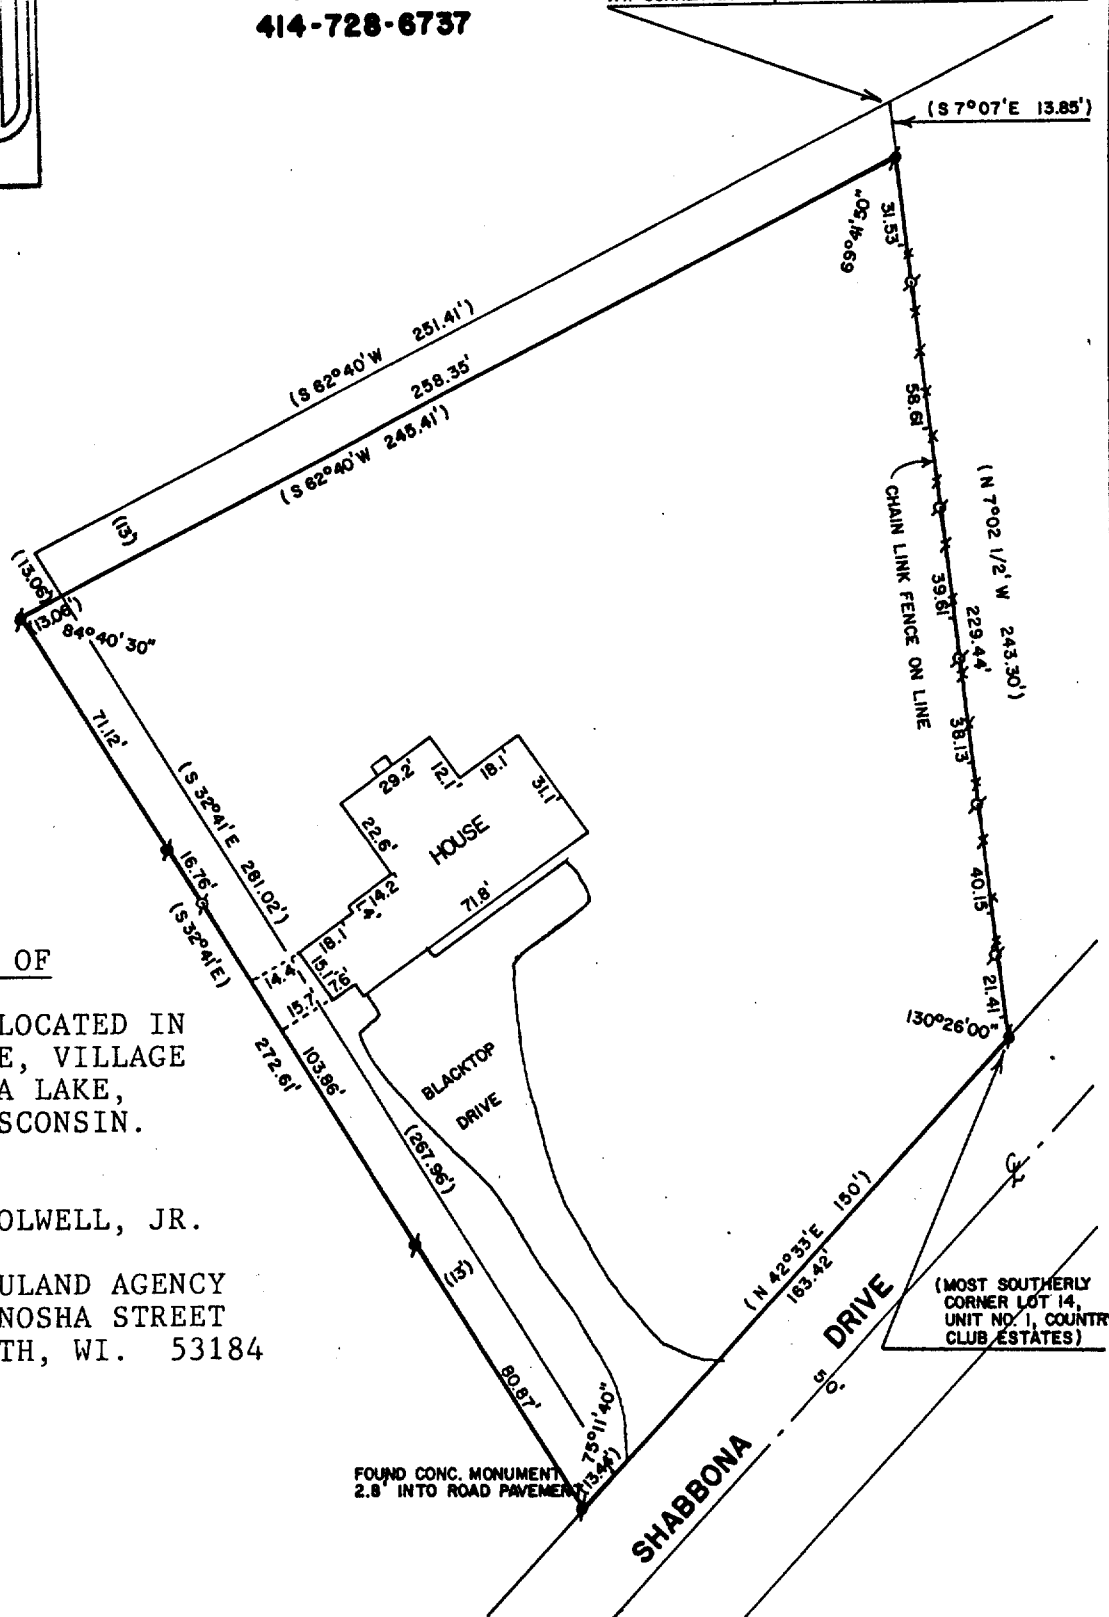 414-728-6737
(S 7°07'E 13.85')
69°41'50"
31.53'
(S 62°40'W 251.41')
258.35'
(S 62°40'W 245.41')
58.61'
CHAIN LINK FENCE ON LINE
(N 7°02 1/2' W 243.30')
229.44'
39.61'
38.13'
40.15'
21.41'
130°26'00"
(13')
(13.06')
(13.06')
84°40'30"
71.12'
(S 32°41'E 281.02')
16.76'
(S 32°41'E)
29.2'
12.1'
18.1'
31.1'
22.6'
HOUSE
14.2'
71.8'
18.1'
15.1'
7.6'
14.4'
15.7'
103.86'
272.61'
BLACKTOP
DRIVE
(267.96')
(13')
80.87'
OF
LOCATED IN
E, VILLAGE
A LAKE,
SCONSIN.
OLWELL, JR.
ULAND AGENCY
NOSHA STREET
TH, WI. 53184
(N 42°33'E 150')
163.42'
(MOST SOUTHERLY
CORNER LOT 14,
UNIT NO. 1, COUNTR
CLUB ESTATES)
50'
75°11'40"
(13.44')
FOUND CONC. MONUMENT
2.8' INTO ROAD PAVEMENT
SHABBONA DRIVE